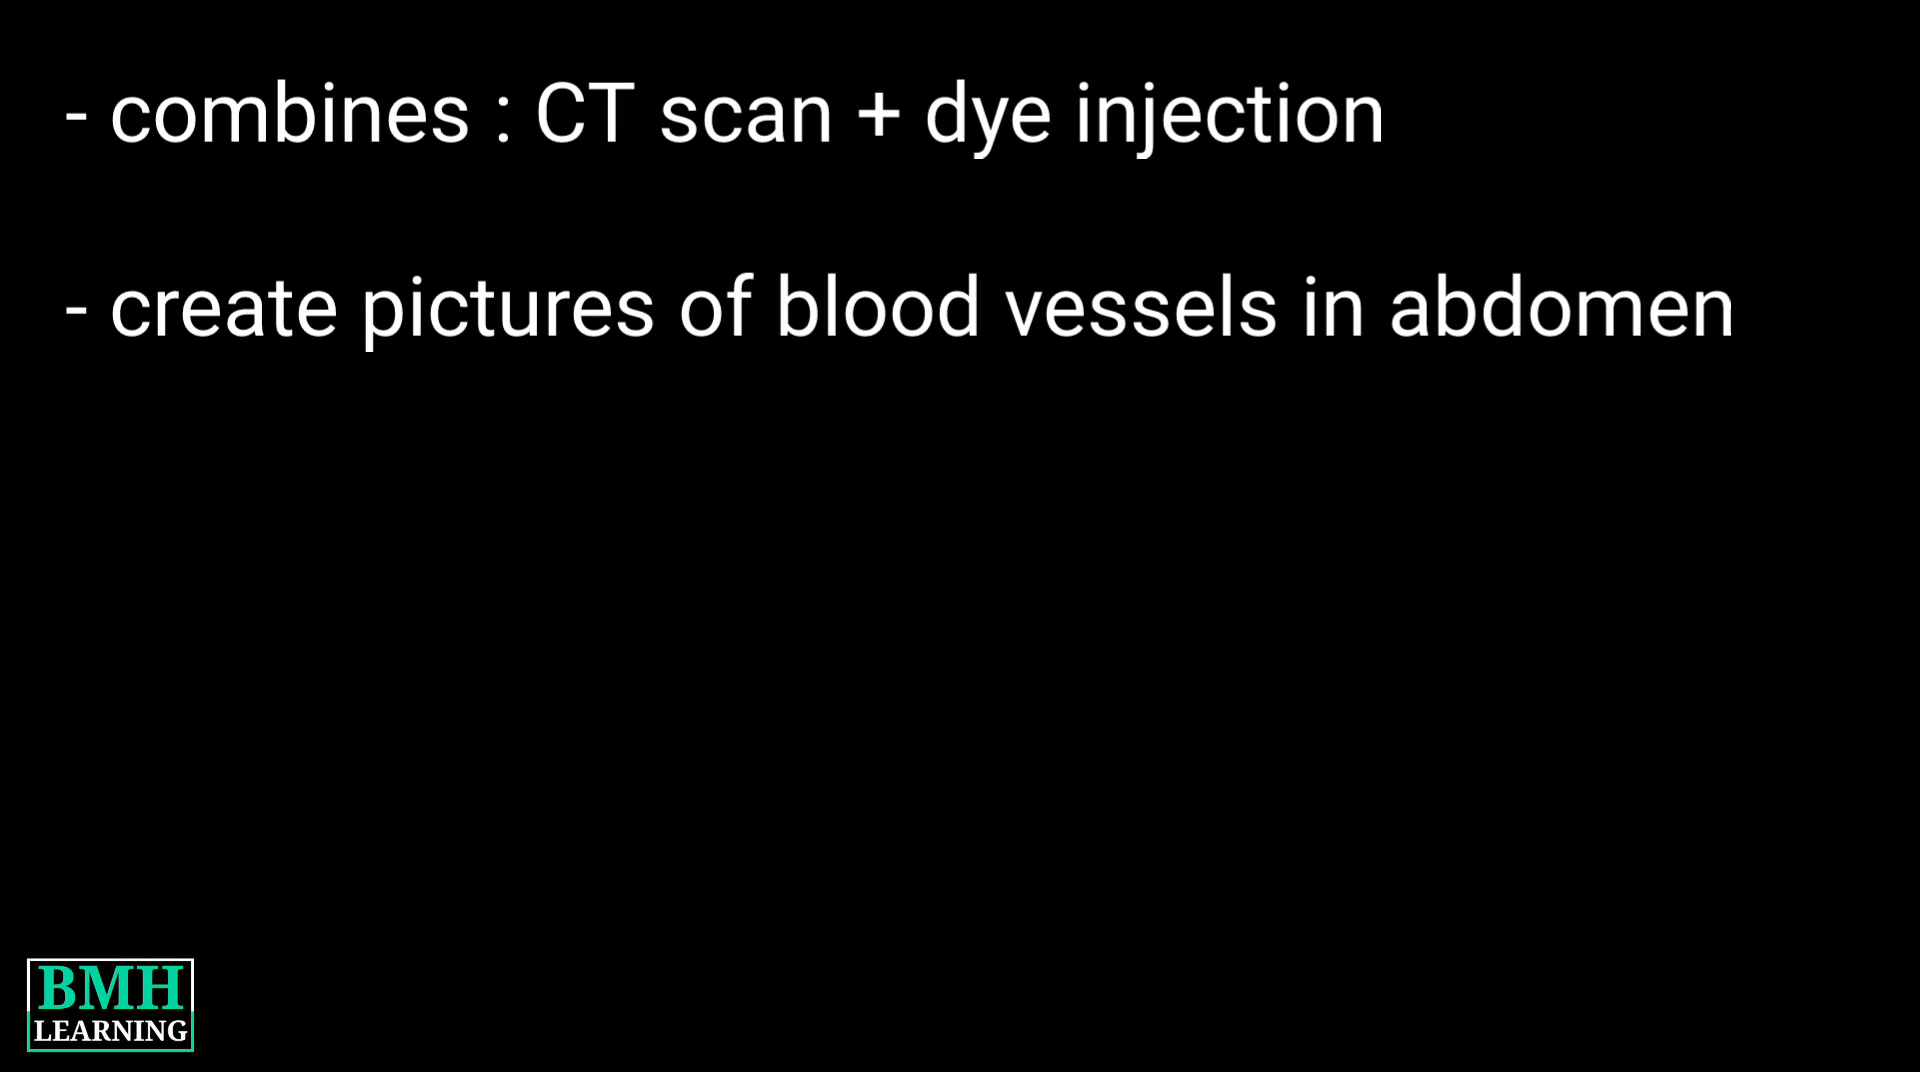 - combines : CT scan + dye injection
- create pictures of blood vessels in abdomen
BMH
LEARNING